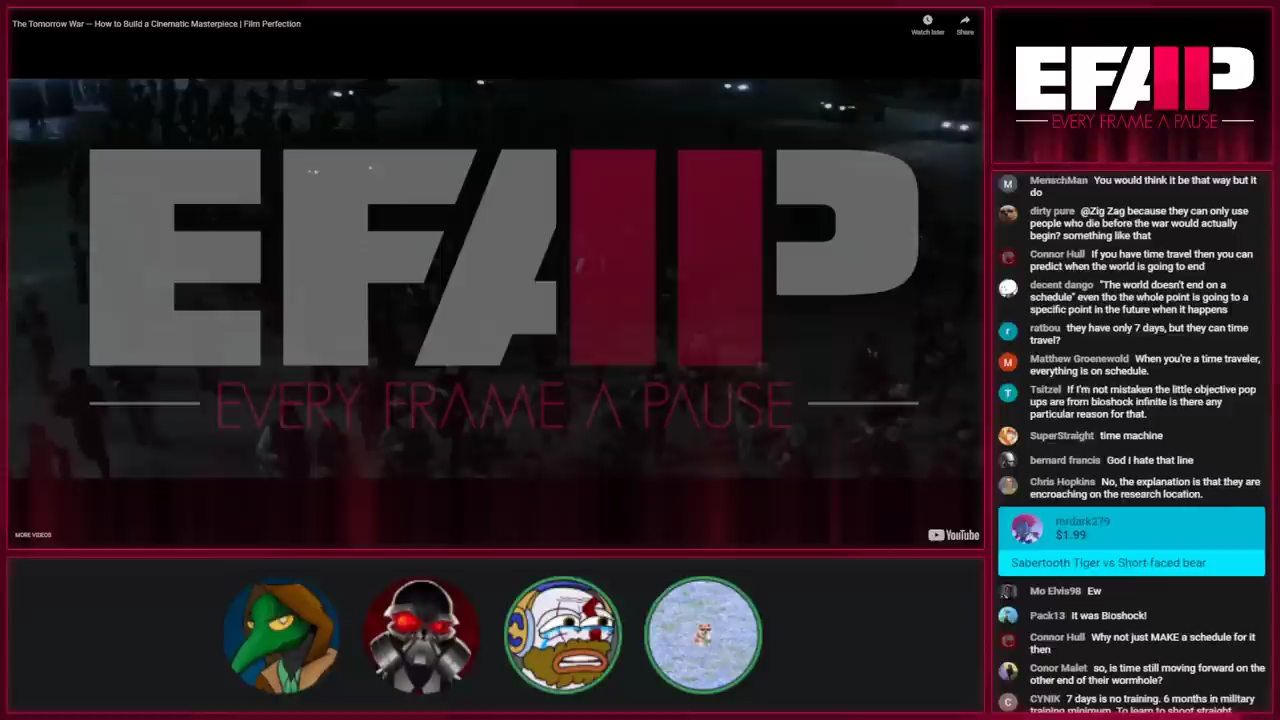 The Tomorrow War — How to Build a Cinematic Masterpiece | Film Perfection
Watch later
Share
EFAP
EVERY FRAME A PAUSE
MORE VIDEOS
YouTube
EFAP
EVERY FRAME A PAUSE
M
MenschMan You would think it be that way but it
do
dirty pure @Zig Zag because they can only use
people who die before the war would actually
begin? something like that
Connor Hull If you have time travel then you can
predict when the world is going to end
decent dango "The world doesn't end on a
schedule" even tho the whole point is going to a
specific point in the future when it happens
r
ratbou they have only 7 days, but they can time
travel?
M
Matthew Groenewold When you're a time traveler,
everything is on schedule.
T
Tsitzel If I'm not mistaken the little objective pop
ups are from bioshock infinite is there any
particular reason for that.
SuperStraight time machine
bernard francis God I hate that line
Chris Hopkins No, the explanation is that they are
encroaching on the research location.
mrdark279
$1.99
Sabertooth Tiger vs Short-faced bear
Mo Elvis98 Ew
Pack13 It was Bioshock!
Connor Hull Why not just MAKE a schedule for it
then
Conor Malet so, is time still moving forward on the
other end of their wormhole?
C
CYNIK 7 days is no training. 6 months in military
training minimum. To learn to shoot straight